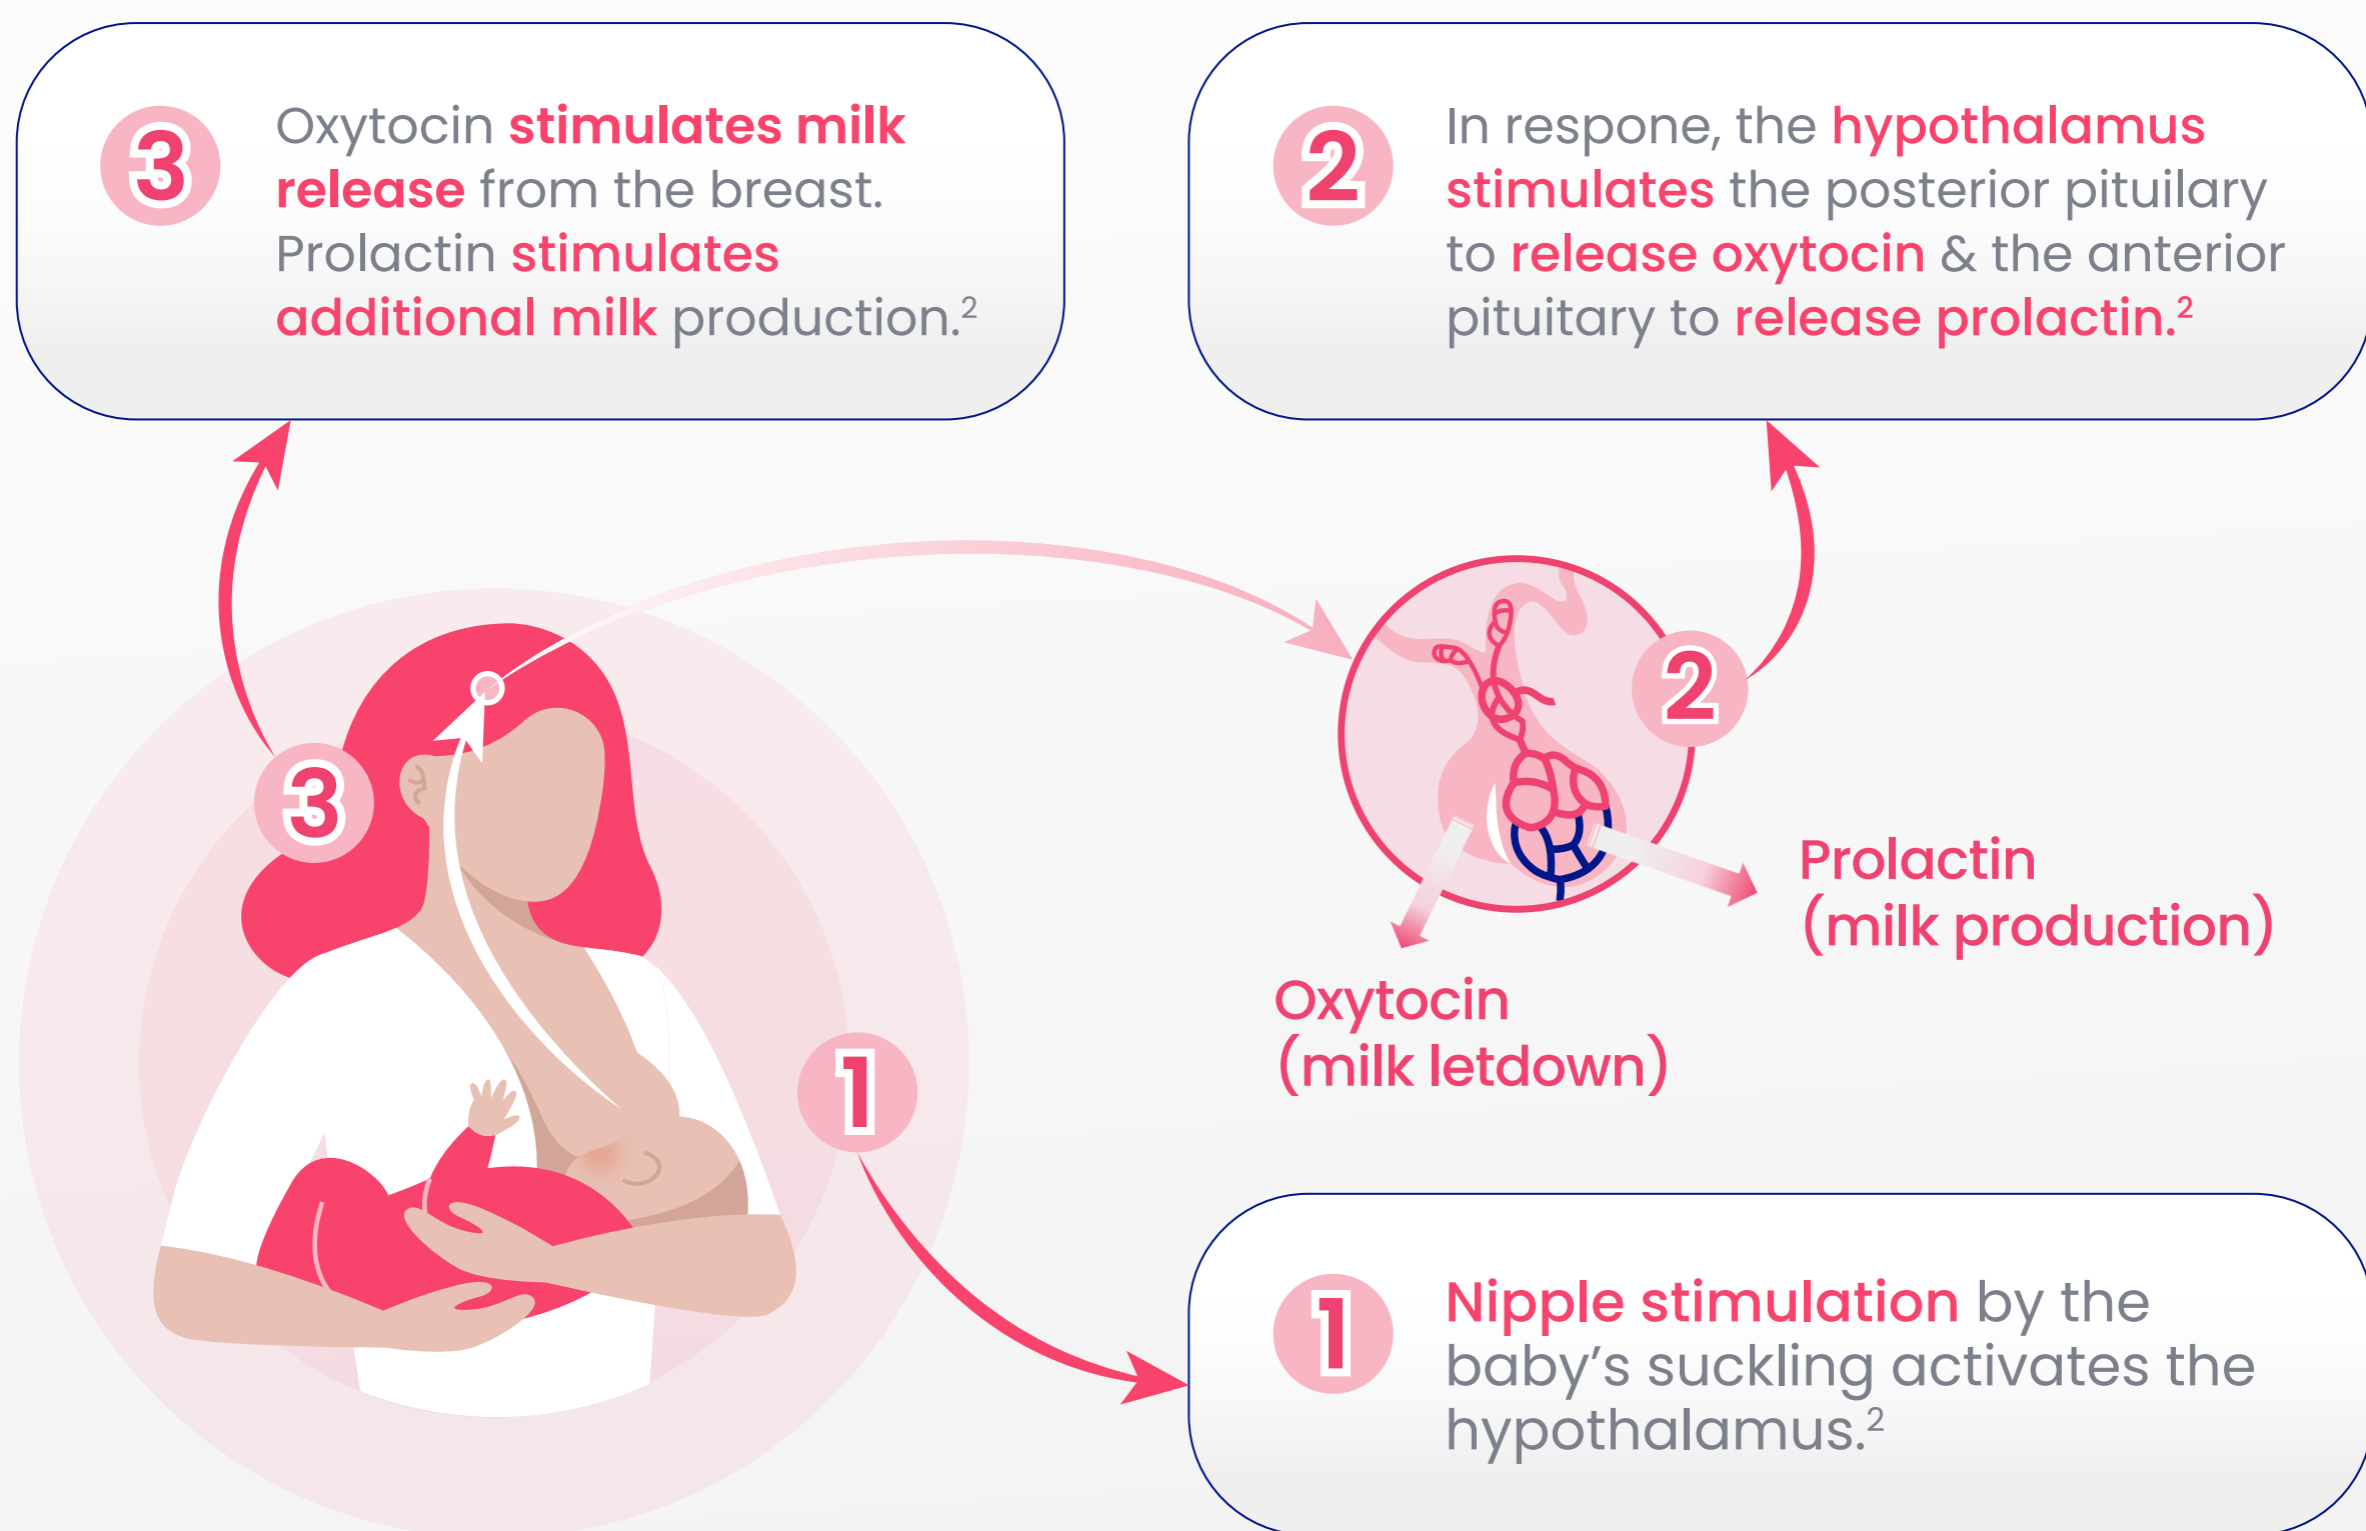 3
Oxytocin stimulates milk
release from the breast.
Prolactin stimulates
additional milk production.²
2
In respone, the hypothalamus
stimulates the posterior pituilary
to release oxytocin & the anterior
pituitary to release prolactin.²
3
2
Prolactin
(milk production)
Oxytocin
(milk letdown)
1
1
Nipple stimulation by the
baby’s suckling activates the
hypothalamus.²